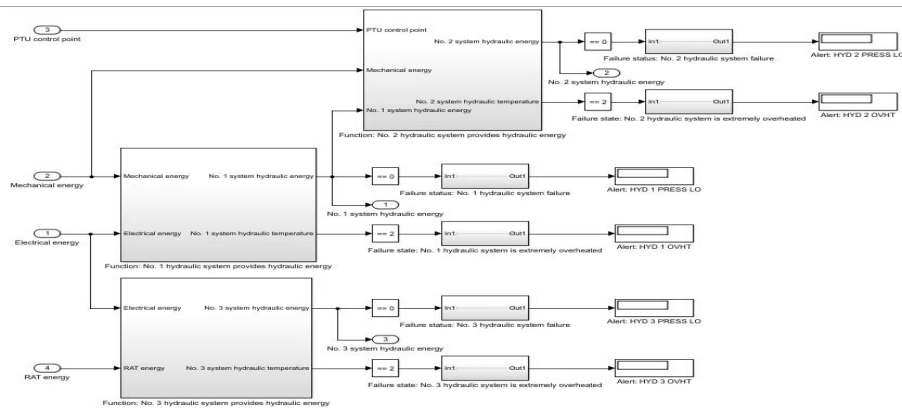 3
PTU control point
PTU control point
No. 2 system hydraulic energy
== 0
In1
Out1
Alert: HYD 2 PRESS LO
Failure status: No. 2 hydraulic system failure
Mechanical energy
2
No. 2 system hydraulic energy
No. 2 system hydraulic temperature
== 2
In1
Out1
No. 1 system hydraulic energy
Alert: HYD 2 OVHT
Failure state: No. 2 hydraulic system is extremely overheated
Function: No. 2 hydraulic system provides hydraulic energy
2
Mechanical energy
Mechanical energy
No. 1 system hydraulic energy
== 0
In1
Out1
Alert: HYD 1 PRESS LO
Failure status: No. 1 hydraulic system failure
1
No. 1 system hydraulic energy
1
Electrical energy
Electrical energy
No. 1 system hydraulic temperature
== 2
In1
Out1
Alert: HYD 1 OVHT
Failure state: No. 1 hydraulic system is extremely overheated
Function: No. 1 hydraulic system provides hydraulic energy
Electrical energy
No. 3 system hydraulic energy
== 0
In1
Out1
Alert: HYD 3 PRESS LO
Failure status: No. 3 hydraulic system failure
3
No. 3 system hydraulic energy
4
RAT energy
RAT energy
No. 3 system hydraulic temperature
== 2
In1
Out1
Alert: HYD 3 OVHT
Failure state: No. 3 hydraulic system is extremely overheated
Function: No. 3 hydraulic system provides hydraulic energy